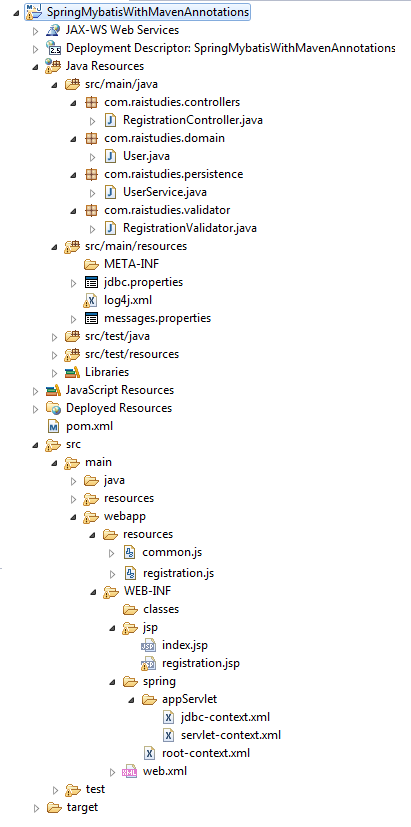 SpringMybatisWithMavenAnnotations
JAX-WS Web Services
Deployment Descriptor: SpringMybatisWithMavenAnnotations
Java Resources
src/main/java
com.raistudies.controllers
RegistrationController.java
com.raistudies.domain
User.java
com.raistudies.persistence
UserService.java
com.raistudies.validator
RegistrationValidator.java
src/main/resources
META-INF
jdbc.properties
log4j.xml
messages.properties
src/test/java
src/test/resources
Libraries
JavaScript Resources
Deployed Resources
pom.xml
src
main
java
resources
webapp
resources
common.js
registration.js
WEB-INF
classes
jsp
index.jsp
registration.jsp
spring
appServlet
jdbc-context.xml
servlet-context.xml
root-context.xml
web.xml
test
target